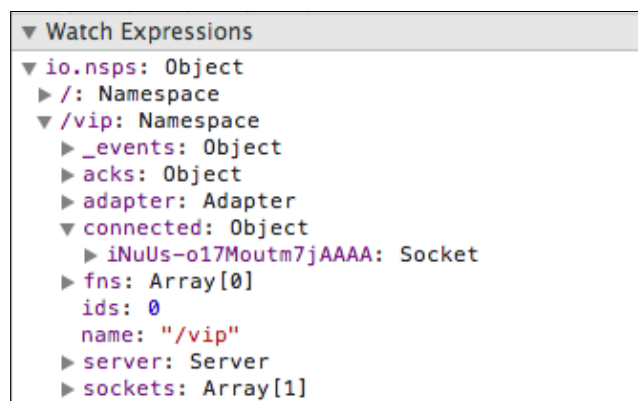 Watch Expressions
io.nsps: Object
/: Namespace
/vip: Namespace
_events: Object
acks: Object
adapter: Adapter
connected: Object
iNuUs-o17Moutm7jAAAA: Socket
fns: Array[0]
ids: 0
name: "/vip"
server: Server
sockets: Array[1]